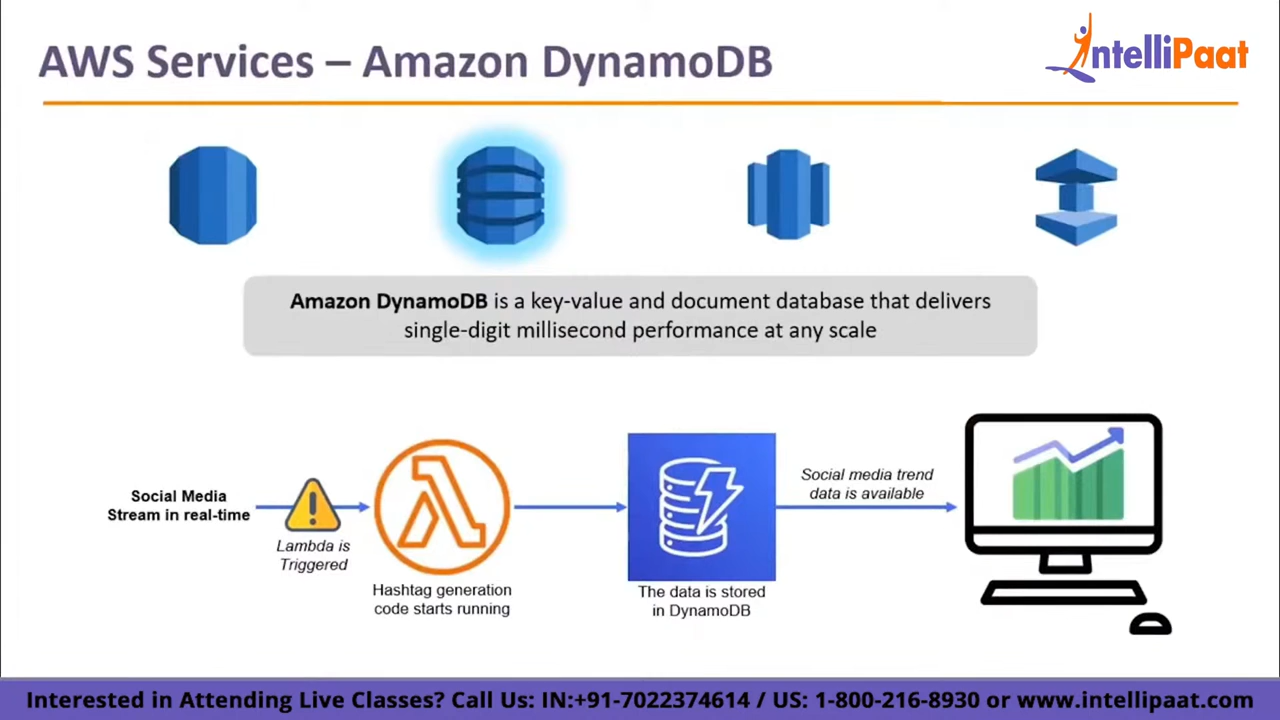 AWS Services – Amazon DynamoDB
IntelliPaat
Amazon DynamoDB is a key-value and document database that delivers
single-digit millisecond performance at any scale
Social Media
Stream in real-time
Lambda is
Triggered
Hashtag generation
code starts running
The data is stored
in DynamoDB
Social media trend
data is available
Interested in Attending Live Classes? Call Us: IN:+91-7022374614 / US: 1-800-216-8930 or www.intellipaat.com